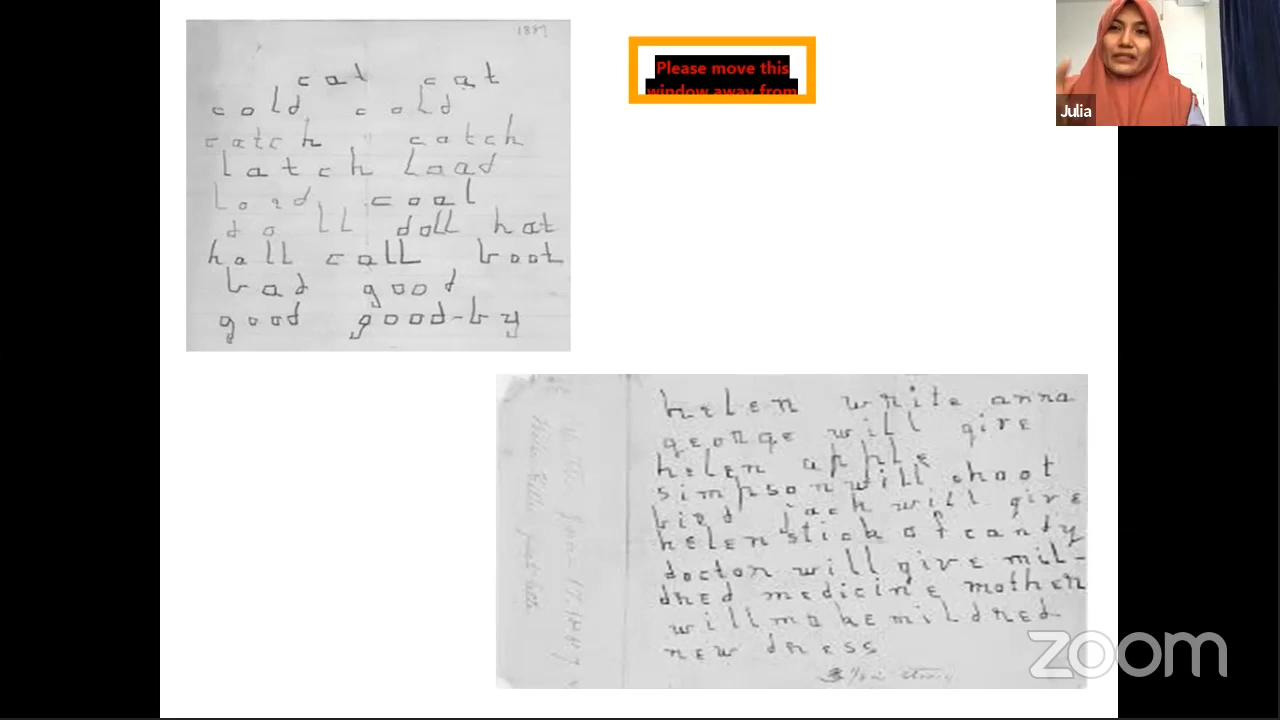 1887
cat cat
cold cold
catch catch
latch load
lord coal
doll doll hat
hall call boot
bad good
good good-by
Please move this
window away from
Julia
helen write anna
george will give
helen apple
simpson will shoot
bird jack will give
helen stick of candy
doctor will give mil-
dred medicine mother
will make mildred
new dress
zoom